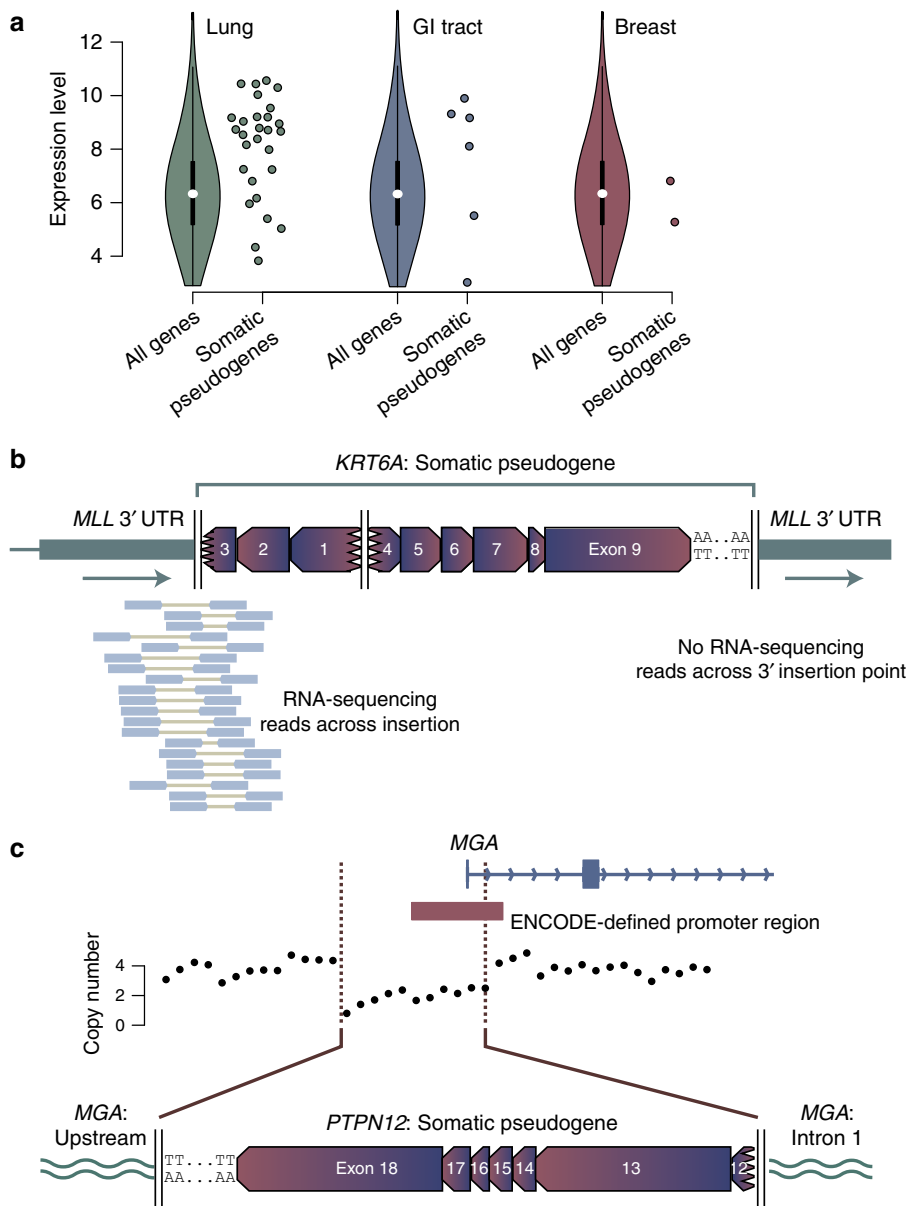 a
Lung
GI tract
Breast
12
10
8
6
4
Expression level
All genes
Somatic
pseudogenes
All genes
Somatic
pseudogenes
All genes
Somatic
pseudogenes
b
KRT6A: Somatic pseudogene
MLL 3′ UTR
MLL 3′ UTR
3 2 1 4 5 6 7 8 Exon 9
AA..AA
TT..TT
No RNA-sequencing
reads across 3′ insertion point
RNA-sequencing
reads across insertion
c
MGA
ENCODE-defined promoter region
4
2
0
Copy number
MGA:
Upstream
PTPN12: Somatic pseudogene
MGA:
Intron 1
TT...TT
AA...AA
Exon 18 17 16 15 14 13 12